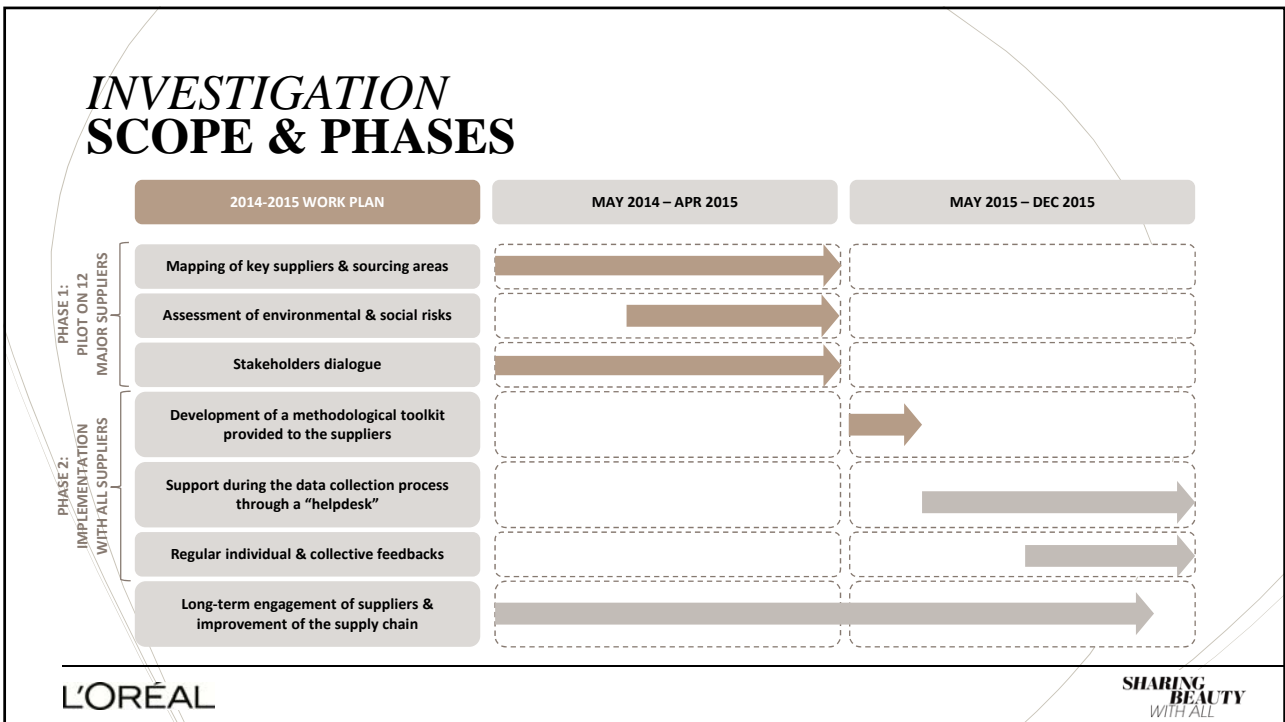 INVESTIGATION
SCOPE & PHASES
2014-2015 WORK PLAN
MAY 2014 – APR 2015
MAY 2015 – DEC 2015
PHASE 1:
PILOT ON 12
MAJOR SUPPLIERS
Mapping of key suppliers & sourcing areas
Assessment of environmental & social risks
Stakeholders dialogue
PHASE 2:
IMPLEMENTATION
WITH ALL SUPPLIERS
Development of a methodological toolkit
provided to the suppliers
Support during the data collection process
through a “helpdesk”
Regular individual & collective feedbacks
Long-term engagement of suppliers &
improvement of the supply chain
L'ORÉAL
SHARING
BEAUTY
WITH ALL